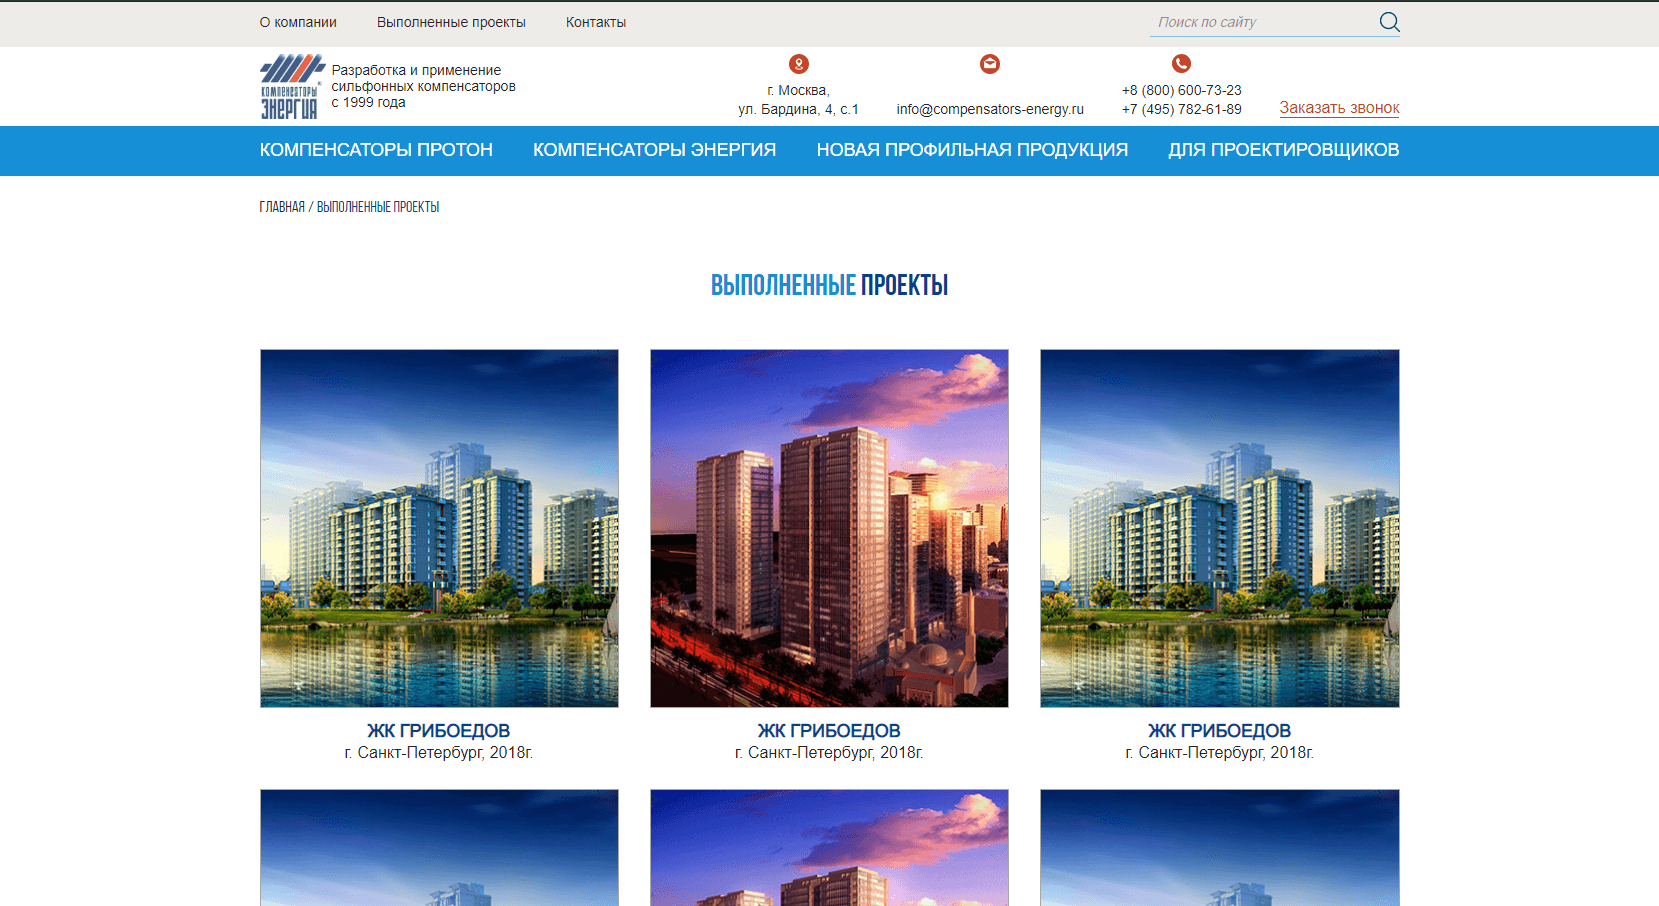 О компании
Выполненные проекты
Контакты
Поиск по сайту
КОМПЕНСАТОРЫ
ЭНЕРГИЯ
Разработка и применение
сильфонных компенсаторов
с 1999 года
г. Москва,
ул. Бардина, 4, с.1
info@compensators-energy.ru
+8 (800) 600-73-23
+7 (495) 782-61-89
Заказать звонок
КОМПЕНСАТОРЫ ПРОТОН
КОМПЕНСАТОРЫ ЭНЕРГИЯ
НОВАЯ ПРОФИЛЬНАЯ ПРОДУКЦИЯ
ДЛЯ ПРОЕКТИРОВЩИКОВ
ГЛАВНАЯ / ВЫПОЛНЕННЫЕ ПРОЕКТЫ
ВЫПОЛНЕННЫЕ ПРОЕКТЫ
ЖК ГРИБОЕДОВ
г. Санкт-Петербург, 2018г.
ЖК ГРИБОЕДОВ
г. Санкт-Петербург, 2018г.
ЖК ГРИБОЕДОВ
г. Санкт-Петербург, 2018г.